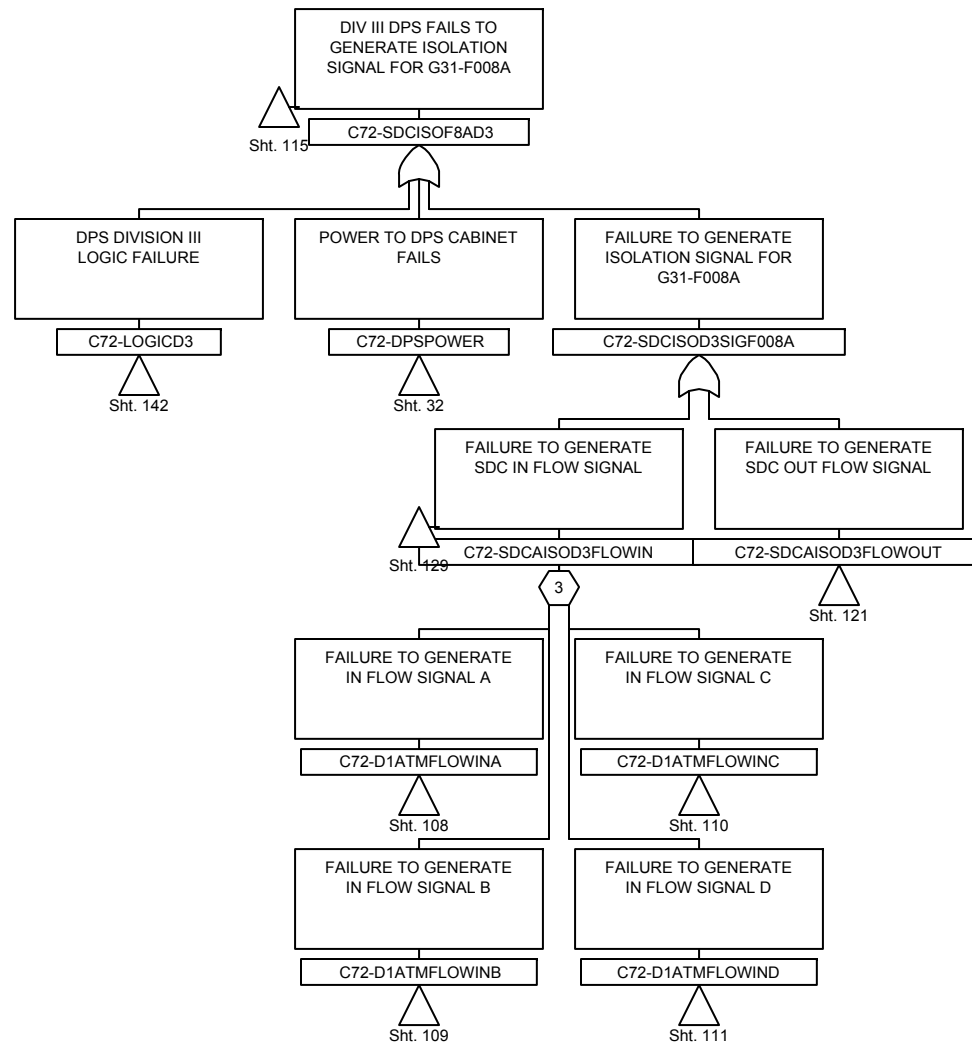 DIV III DPS FAILS TO
GENERATE ISOLATION
SIGNAL FOR G31-F008A
Sht. 115
C72-SDCISOF8AD3
DPS DIVISION III
LOGIC FAILURE
C72-LOGICD3
Sht. 142
POWER TO DPS CABINET
FAILS
C72-DPSPOWER
Sht. 32
FAILURE TO GENERATE
ISOLATION SIGNAL FOR
G31-F008A
C72-SDCISOD3SIGF008A
FAILURE TO GENERATE
SDC IN FLOW SIGNAL
Sht. 129
C72-SDCAISOD3FLOWIN
3
FAILURE TO GENERATE
SDC OUT FLOW SIGNAL
C72-SDCAISOD3FLOWOUT
Sht. 121
FAILURE TO GENERATE
IN FLOW SIGNAL A
C72-D1ATMFLOWINA
Sht. 108
FAILURE TO GENERATE
IN FLOW SIGNAL C
C72-D1ATMFLOWINC
Sht. 110
FAILURE TO GENERATE
IN FLOW SIGNAL B
C72-D1ATMFLOWINB
Sht. 109
FAILURE TO GENERATE
IN FLOW SIGNAL D
C72-D1ATMFLOWIND
Sht. 111